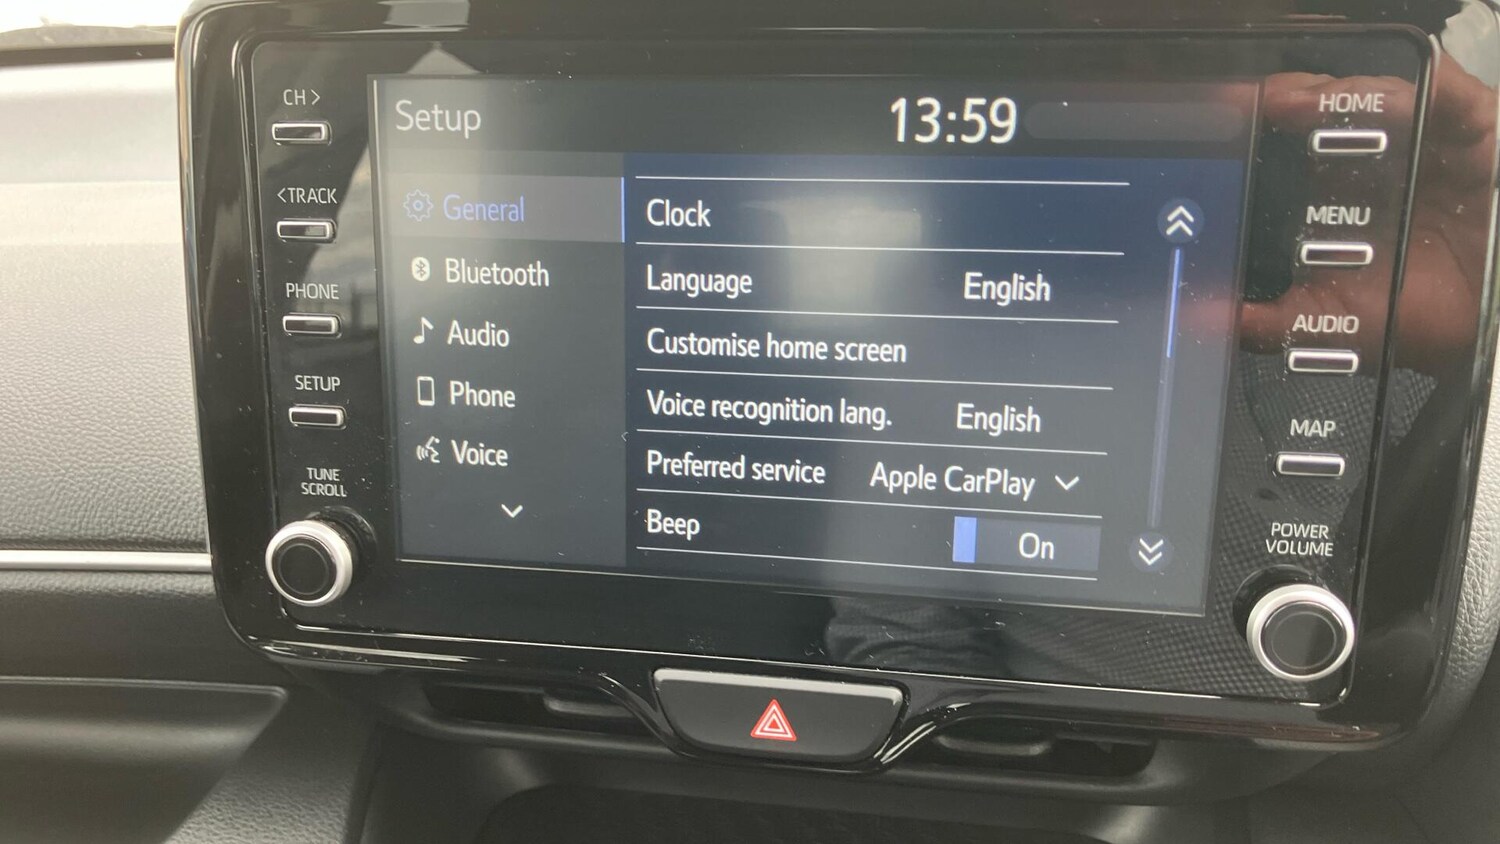 CH >
<TRACK
PHONE
SETUP
TUNE
SCROLL
Setup
13:59
General
Bluetooth
Audio
Phone
Voice
Clock
Language English
Customise home screen
Voice recognition lang. English
Preferred service Apple CarPlay
Beep On
HOME
MENU
AUDIO
MAP
POWER
VOLUME